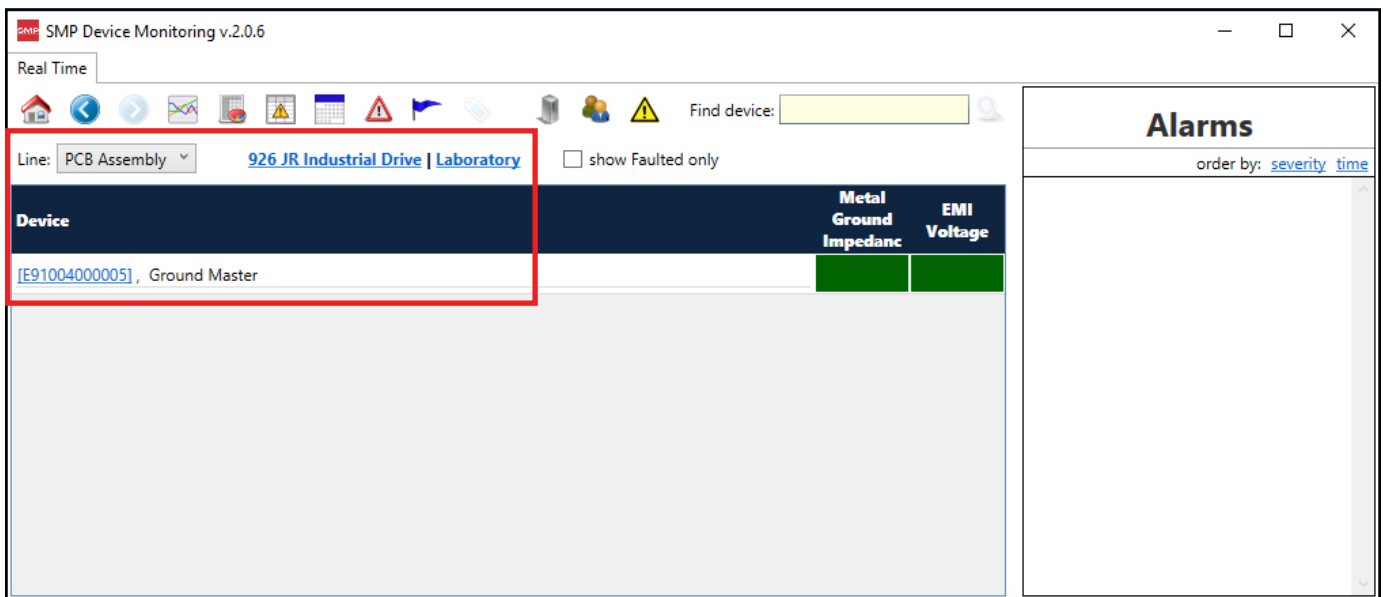 SMP SMP Device Monitoring v.2.0.6
Real Time
Find device:
Line: PCB Assembly 926 JR Industrial Drive | Laboratory show Faulted only
Device
Metal
Ground
Impedanc
EMI
Voltage
[E91004000005] , Ground Master
Alarms
order by: severity time